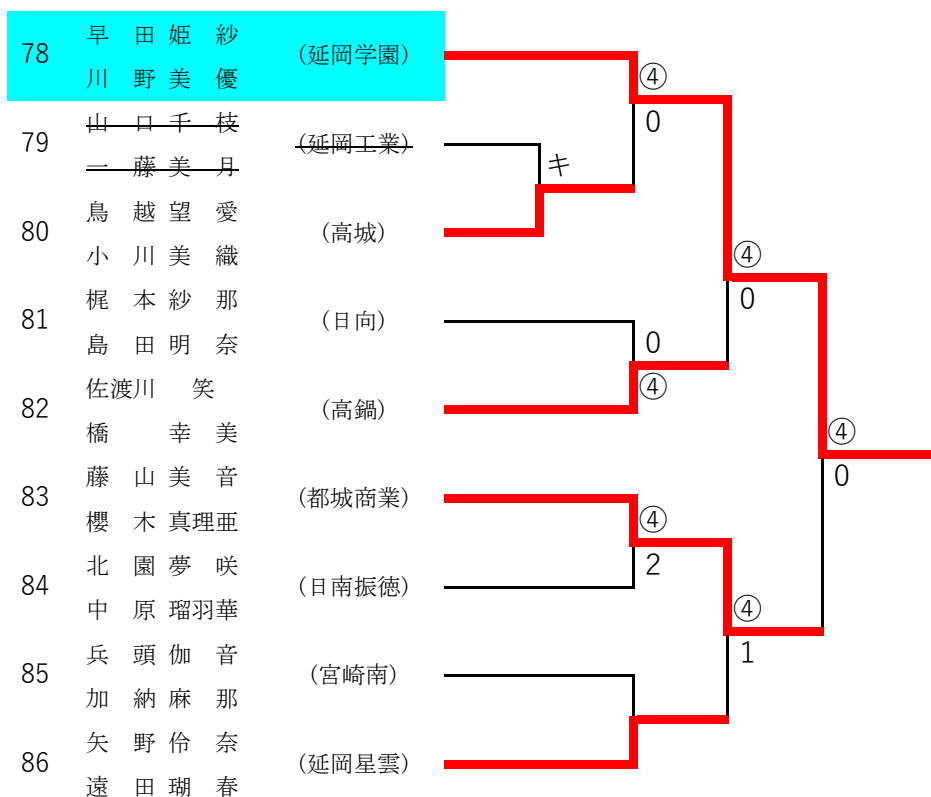 早 田 姫 紗
78 (延岡学園)
川 野 美 優
④
0
山 口 千 枝
79 (延岡工業)
一 藤 美 月
キ
鳥 越 望 愛
80 (高城)
小 川 美 織
④
0
梶 本 紗 那
81 (日向)
島 田 明 奈
0
④
佐渡川 笑
82 (高鍋)
橋 幸 美
④
0
藤 山 美 音
83 (都城商業)
櫻 木 真理亜
④
2
北 園 夢 咲
84 (日南振徳)
中 原 瑠羽華
④
1
兵 頭 伽 音
85 (宮崎南)
加 納 麻 那
矢 野 伶 奈
86 (延岡星雲)
遠 田 瑚 春